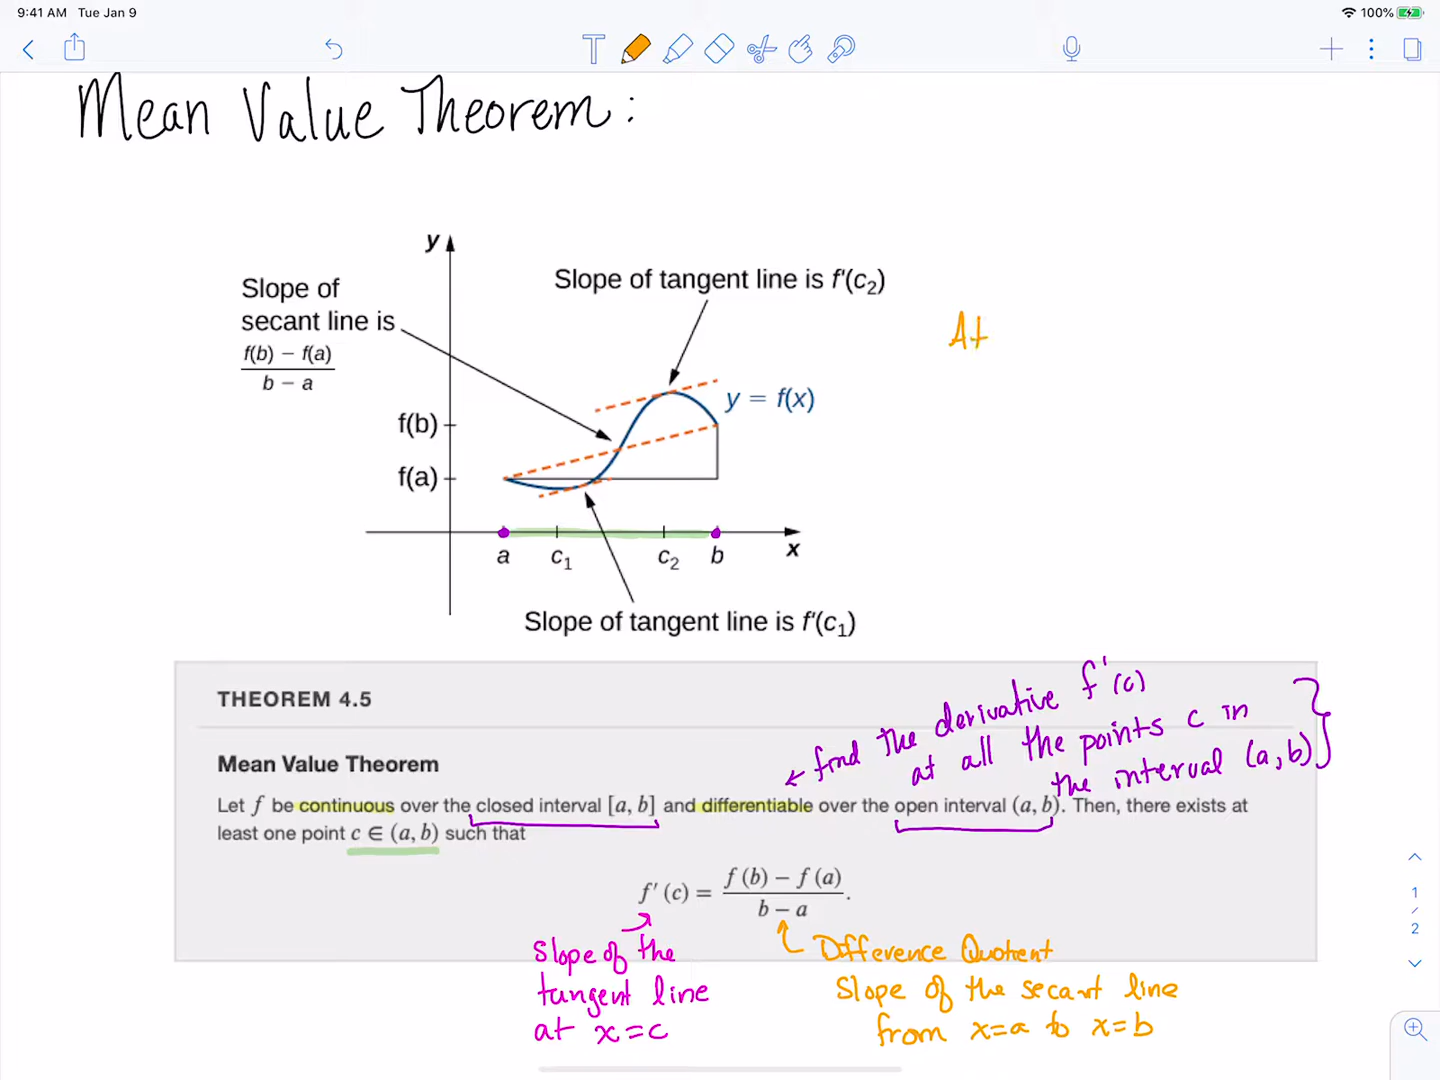 9:41 AM Tue Jan 9
100%
Mean Value Theorem:
y
Slope of
secant line is
f(b) − f(a)
b − a
Slope of tangent line is f'(c₂)
At
y = f(x)
f(b)
f(a)
a c₁ c₂ b x
Slope of tangent line is f'(c₁)
THEOREM 4.5
find the derivative f'(c)
at all the points c in
the interval (a,b)
Mean Value Theorem
Let f be continuous over the closed interval [a, b] and differentiable over the open interval (a, b). Then, there exists at
least one point c ∈ (a, b) such that
f′ (c) = f (b) − f (a)
b − a .
Slope of the
tangent line
at x=c
Difference Quotient
Slope of the secant line
from x=a to x=b
1
/
2